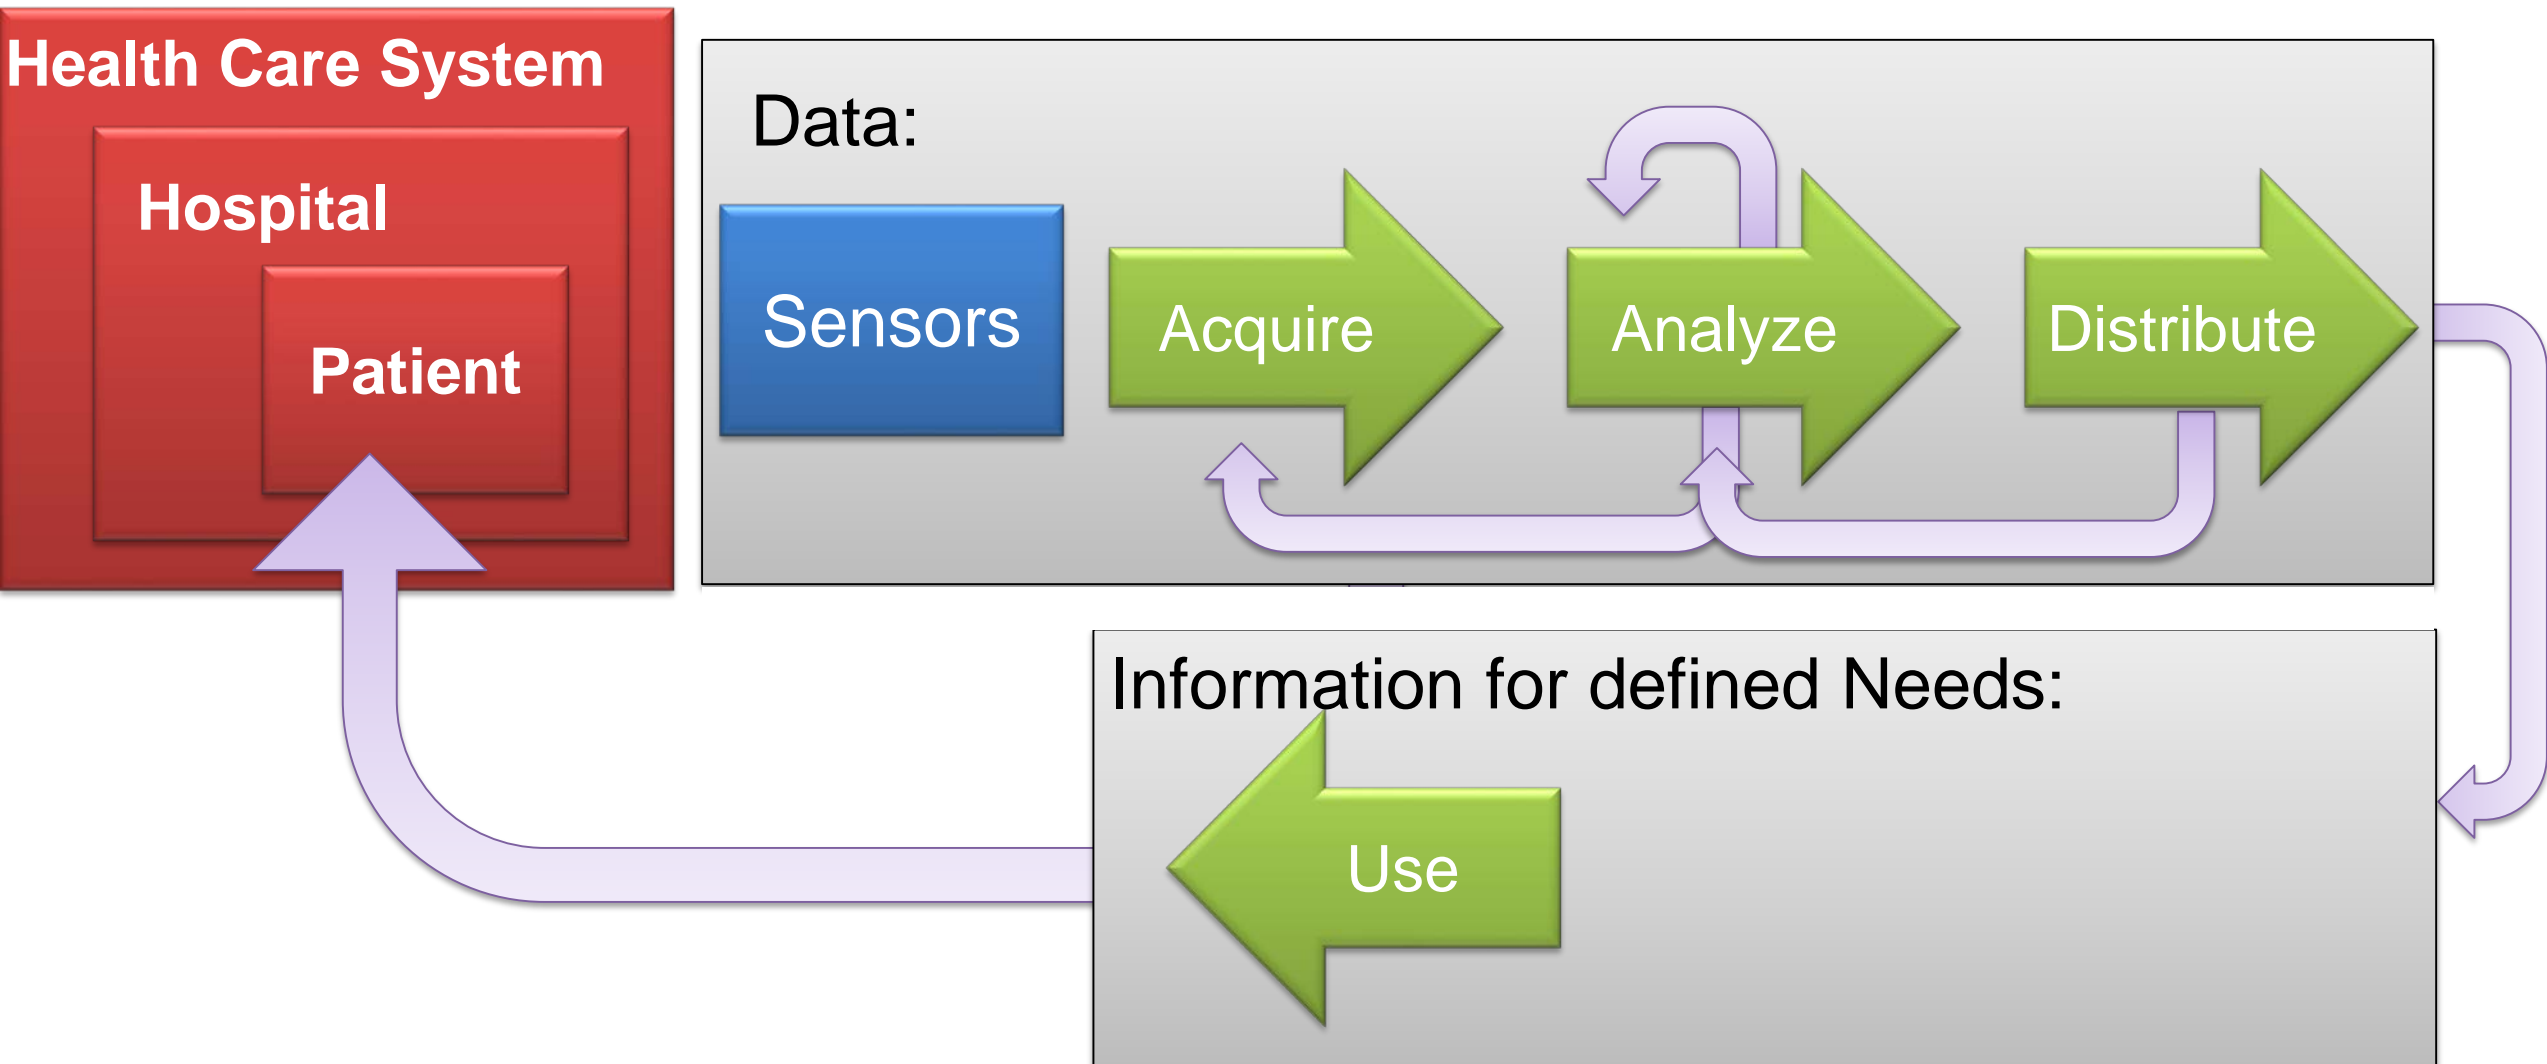 Health Care System
Hospital
Patient
Data:
Sensors
Acquire
Analyze
Distribute
Information for defined Needs:
Use